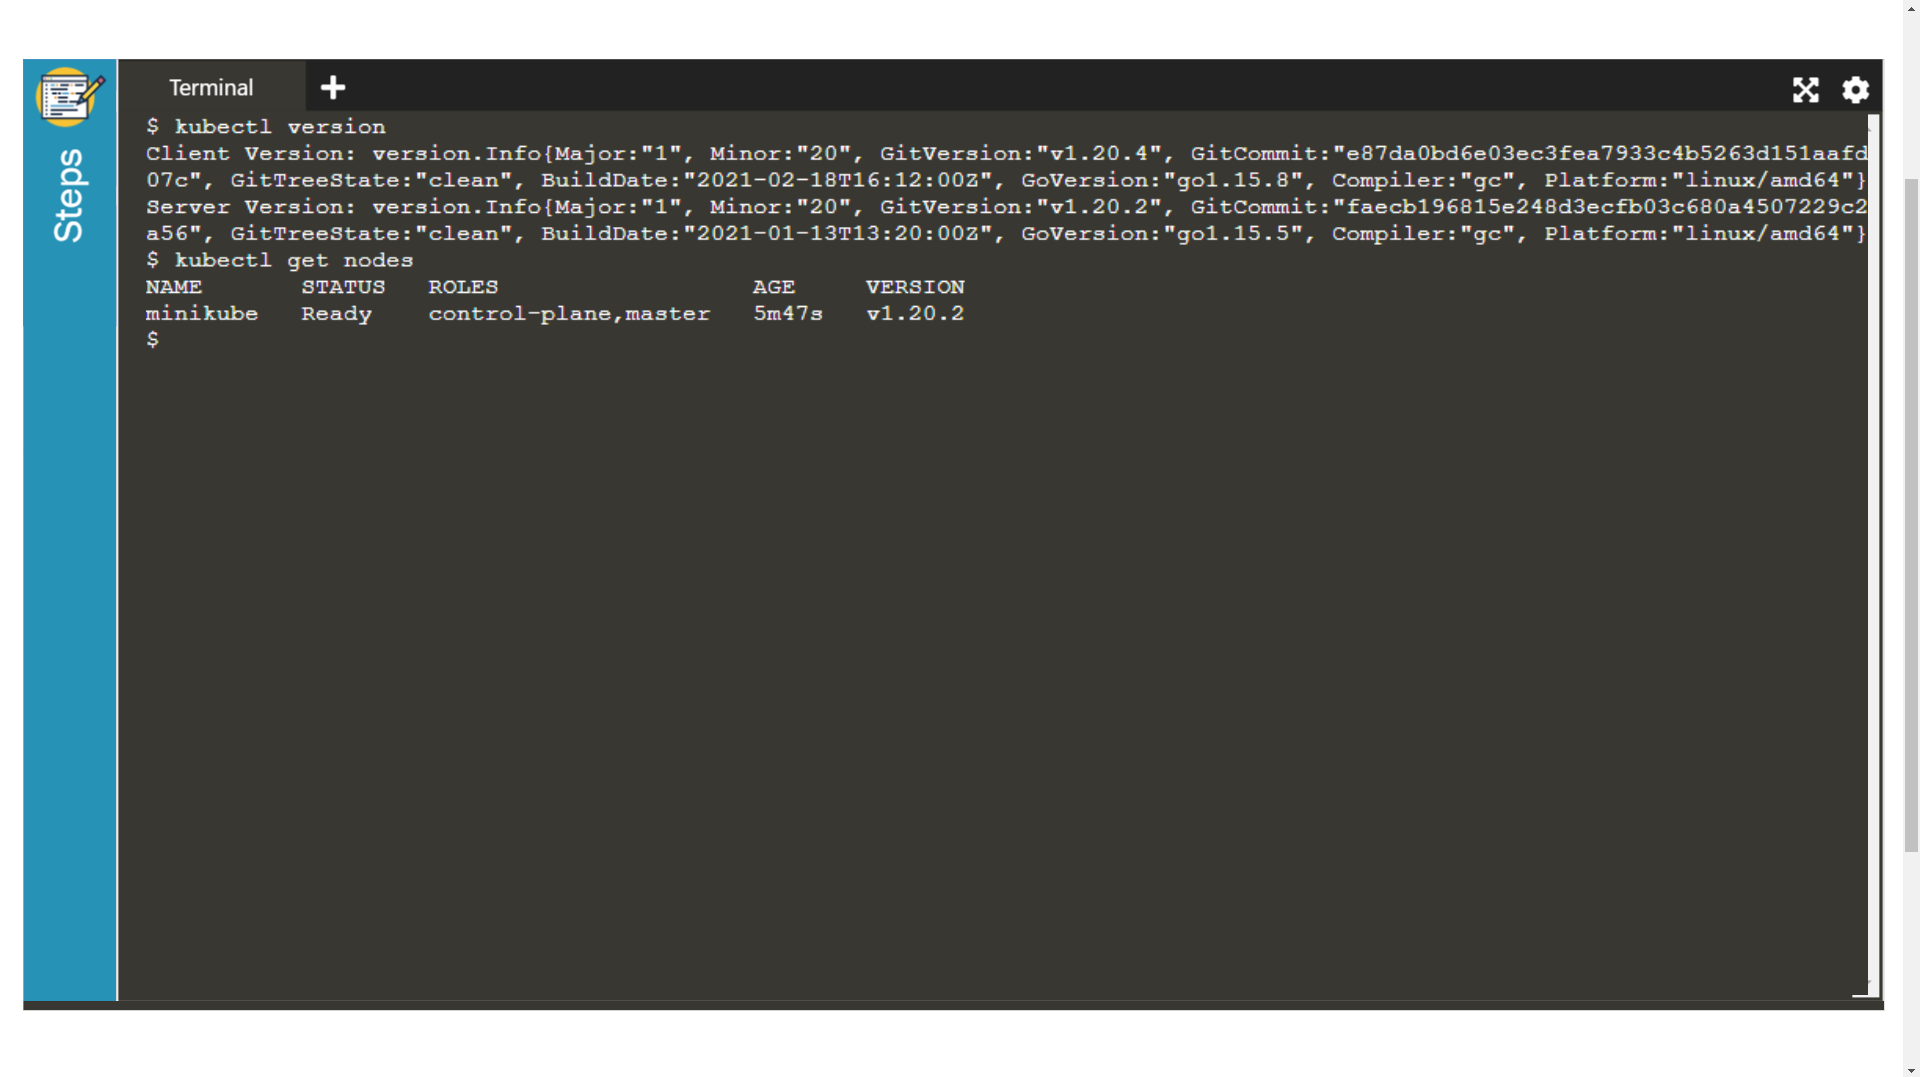 Terminal
Steps
$ kubectl version
Client Version: version.Info{Major:"1", Minor:"20", GitVersion:"v1.20.4", GitCommit:"e87da0bd6e03ec3fea7933c4b5263d151aafd
07c", GitTreeState:"clean", BuildDate:"2021-02-18T16:12:00Z", GoVersion:"go1.15.8", Compiler:"gc", Platform:"linux/amd64"}
Server Version: version.Info{Major:"1", Minor:"20", GitVersion:"v1.20.2", GitCommit:"faecb196815e248d3ecfb03c680a4507229c2
a56", GitTreeState:"clean", BuildDate:"2021-01-13T13:20:00Z", GoVersion:"go1.15.5", Compiler:"gc", Platform:"linux/amd64"}
$ kubectl get nodes
NAME STATUS ROLES AGE VERSION
minikube Ready control-plane,master 5m47s v1.20.2
$